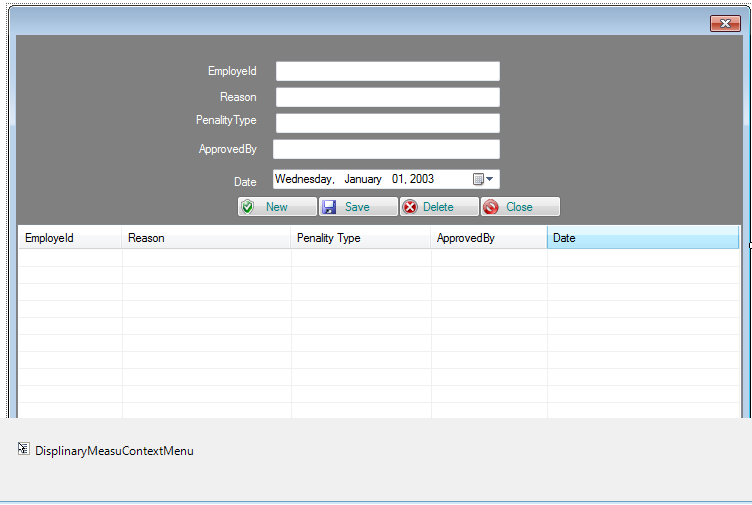 EmployeId
Reason
PenalityType
ApprovedBy
Date Wednesday, January 01, 2003
New Save Delete Close
EmployeId Reason Penality Type ApprovedBy Date
DisplinaryMeasuContextMenu